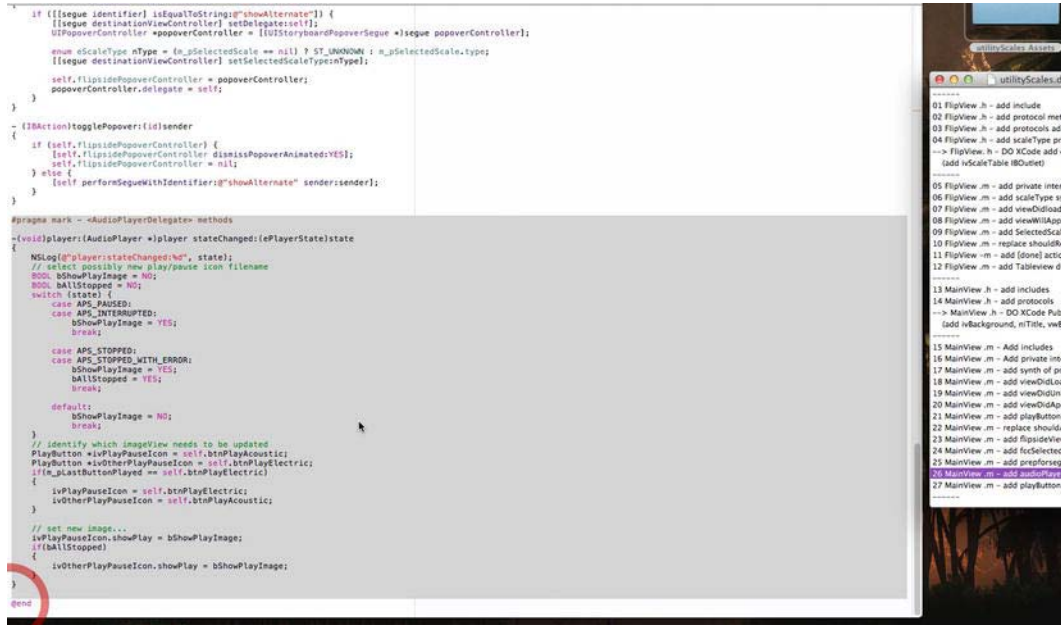 if ([[segue identifier] isEqualToString:@"showAlternate"]) {
[[segue destinationViewController] setDelegate:self];
UIPopoverController *popoverController = [(UIStoryboardPopoverSegue *)segue popoverController];
enum eScaleType nType = (m_pSelectedScale == nil) ? ST_UNKNOWN : m_pSelectedScale.type;
[[segue destinationViewController] setSelectedScaleType:nType];
self.flipsidePopoverController = popoverController;
popoverController.delegate = self;
}
}
- (IBAction)togglePopover:(id)sender
{
if (self.flipsidePopoverController) {
[self.flipsidePopoverController dismissPopoverAnimated:YES];
self.flipsidePopoverController = nil;
} else {
[self performSegueWithIdentifier:@"showAlternate" sender:sender];
}
}
#pragma mark - <AudioPlayerDelegate> methods
-(void)player:(AudioPlayer *)player stateChanged:(ePlayerState)state
{
NSLog(@"player:stateChanged:%d", state);
// select possibly new play/pause icon filename
BOOL bShowPlayImage = NO;
BOOL bAllStopped = NO;
switch (state) {
case APS_PAUSED:
case APS_INTERRUPTED:
bShowPlayImage = YES;
break;
case APS_STOPPED:
case APS_STOPPED_WITH_ERROR:
bShowPlayImage = YES;
bAllStopped = YES;
break;
default:
bShowPlayImage = NO;
break;
}
// identify which imageView needs to be updated
PlayButton *ivPlayPauseIcon = self.btnPlayAcoustic;
PlayButton *ivOtherPlayPauseIcon = self.btnPlayElectric;
if(m_pLastButtonPlayed == self.btnPlayElectric)
{
ivPlayPauseIcon = self.btnPlayElectric;
ivOtherPlayPauseIcon = self.btnPlayAcoustic;
}
// set new image...
ivPlayPauseIcon.showPlay = bShowPlayImage;
if(bAllStopped)
{
ivOtherPlayPauseIcon.showPlay = bShowPlayImage;
}
}
@end
utilityScales Assets
utilityScales.d
------
01 FlipView .h - add include
02 FlipView .h - add protocol met
03 FlipView .h - add protocols ad
04 FlipView .h - add scaleType pr
--> FlipView. h - DO XCode add
(add ivScaleTable IBOutlet)
------
05 FlipView .m - add private inter
06 FlipView .m - add scaleType s
07 FlipView .m - add viewDidload
08 FlipView .m - add viewWillApp
09 FlipView .m - add SelectedScal
10 FlipView .m - replace shouldR
11 FlipView -m - add [done] actio
12 FlipView .m - add Tableview d
------
13 MainView .h - add includes
14 MainView .h - add protocols
--> MainView .h - DO XCode Pub
(add ivBackground, niTitle, vwB
------
15 MainView .m - Add includes
16 MainView .m - Add private inte
17 MainView .m - add synth of pr
18 MainView .m - add viewDidLoa
19 MainView .m - add viewDidUn
20 MainView .m - add viewDidAp
21 MainView .m - add playButton
22 MainView .m - replace shoulda
23 MainView .m - add flipsideVie
24 MainView .m - add fccSelected
25 MainView .m - add prepforseg
26 MainView .m - add audioPlaye
27 MainView .m - add playButton
------